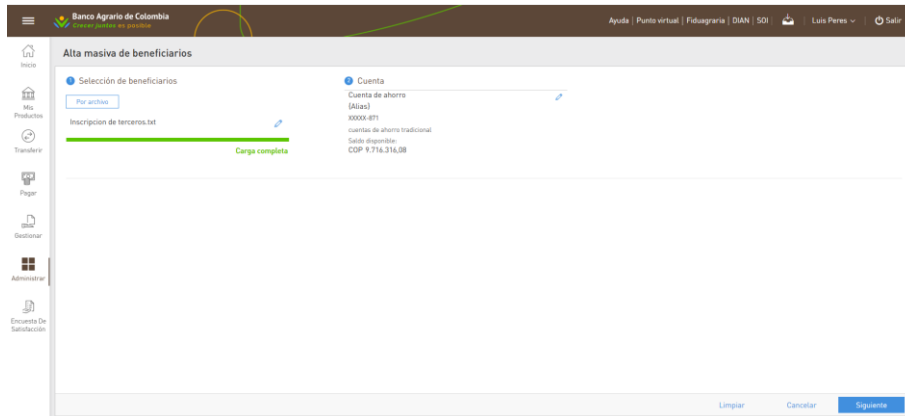 Banco Agrario de Colombia
Crecer juntos es posible
Ayuda | Punto virtual | Fiduagraria | DIAN | SOI | Luis Peres | Salir
Inicio
Mis
Productos
Transferir
Pagar
Gestionar
Administrar
Encuesta De
Satisfacción
Alta masiva de beneficiarios
1 Selección de beneficiarios
Por archivo
Inscripcion de terceros.txt
Carga completa
2 Cuenta
Cuenta de ahorro
(Alias)
XXXXX-871
cuentas de ahorro tradicional
Saldo disponible:
COP 9.716.316,08
Limpiar
Cancelar
Siguiente